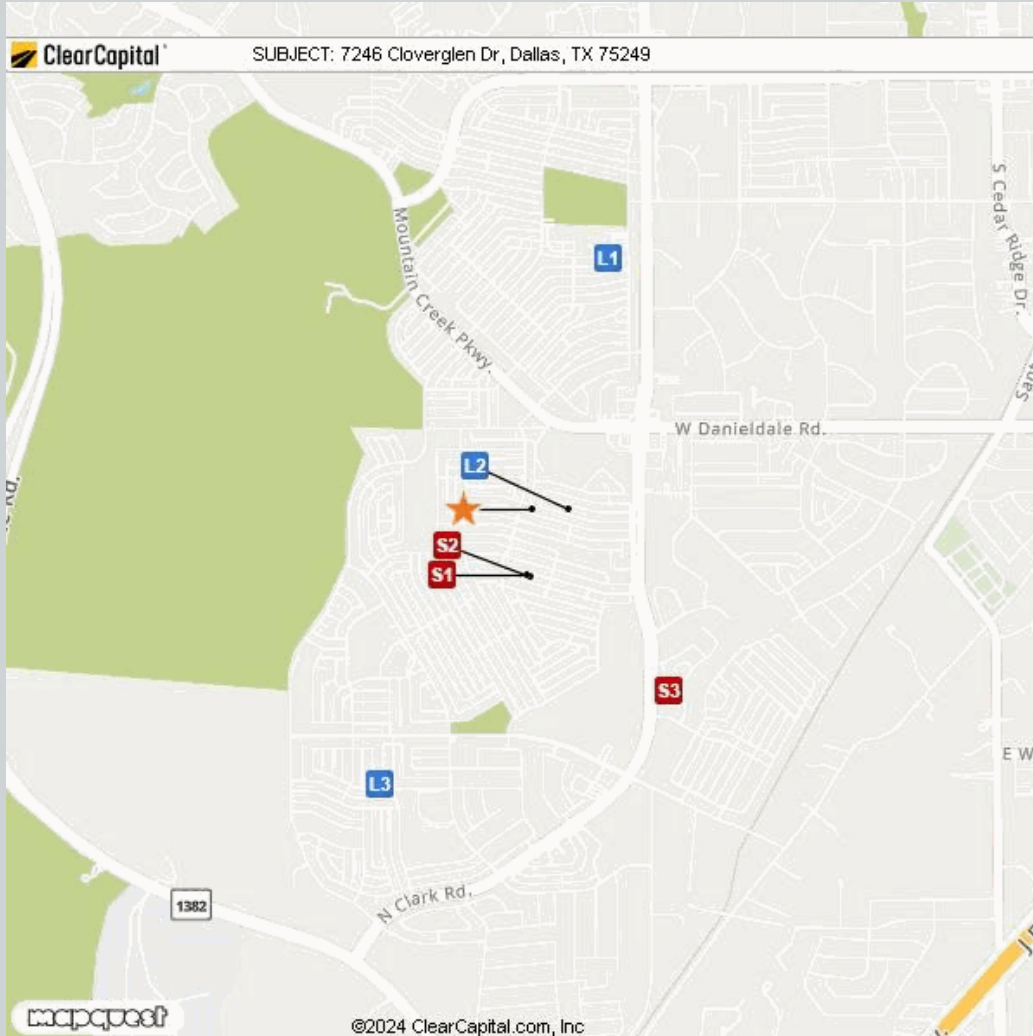 ClearCapital
SUBJECT: 7246 Cloverglen Dr, Dallas, TX 75249
S Cedar Ridge Dr.
L1
Mountain Creek Pkwy.
W Danieldale Rd.
L2
S2
S1
S3
L3
1382
N Clark Rd.
mapquest
©2024 ClearCapital.com, Inc